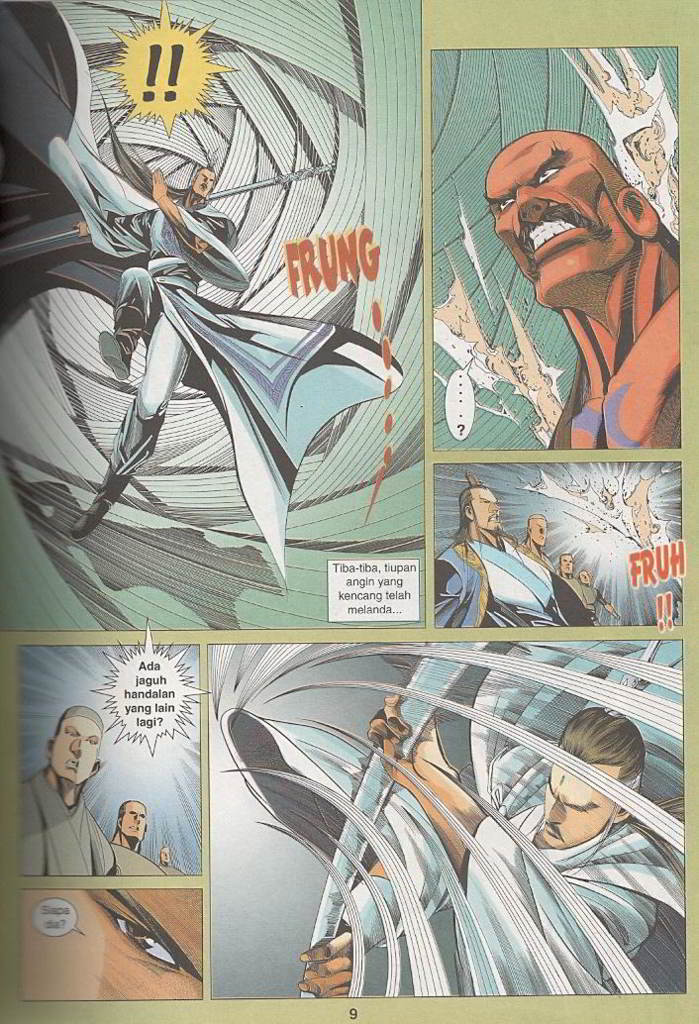 !!
FRUNG
Tiba-tiba, tiupan
angin yang
kencang telah
melanda...
....?
FRUH
!!
Ada
jaguh
handalan
yang lain
lagi?
Siapa
dia?
9